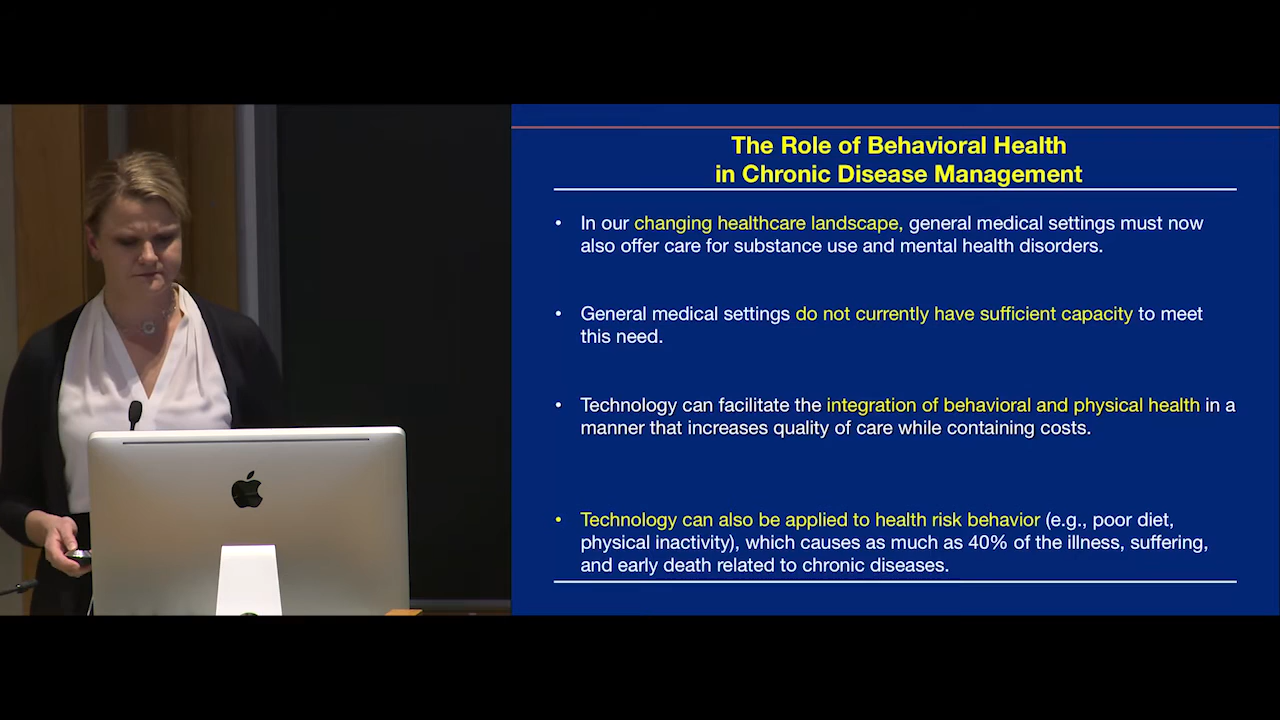 The Role of Behavioral Health
in Chronic Disease Management
• In our changing healthcare landscape, general medical settings must now
also offer care for substance use and mental health disorders.
• General medical settings do not currently have sufficient capacity to meet
this need.
• Technology can facilitate the integration of behavioral and physical health in a
manner that increases quality of care while containing costs.
• Technology can also be applied to health risk behavior (e.g., poor diet,
physical inactivity), which causes as much as 40% of the illness, suffering,
and early death related to chronic diseases.